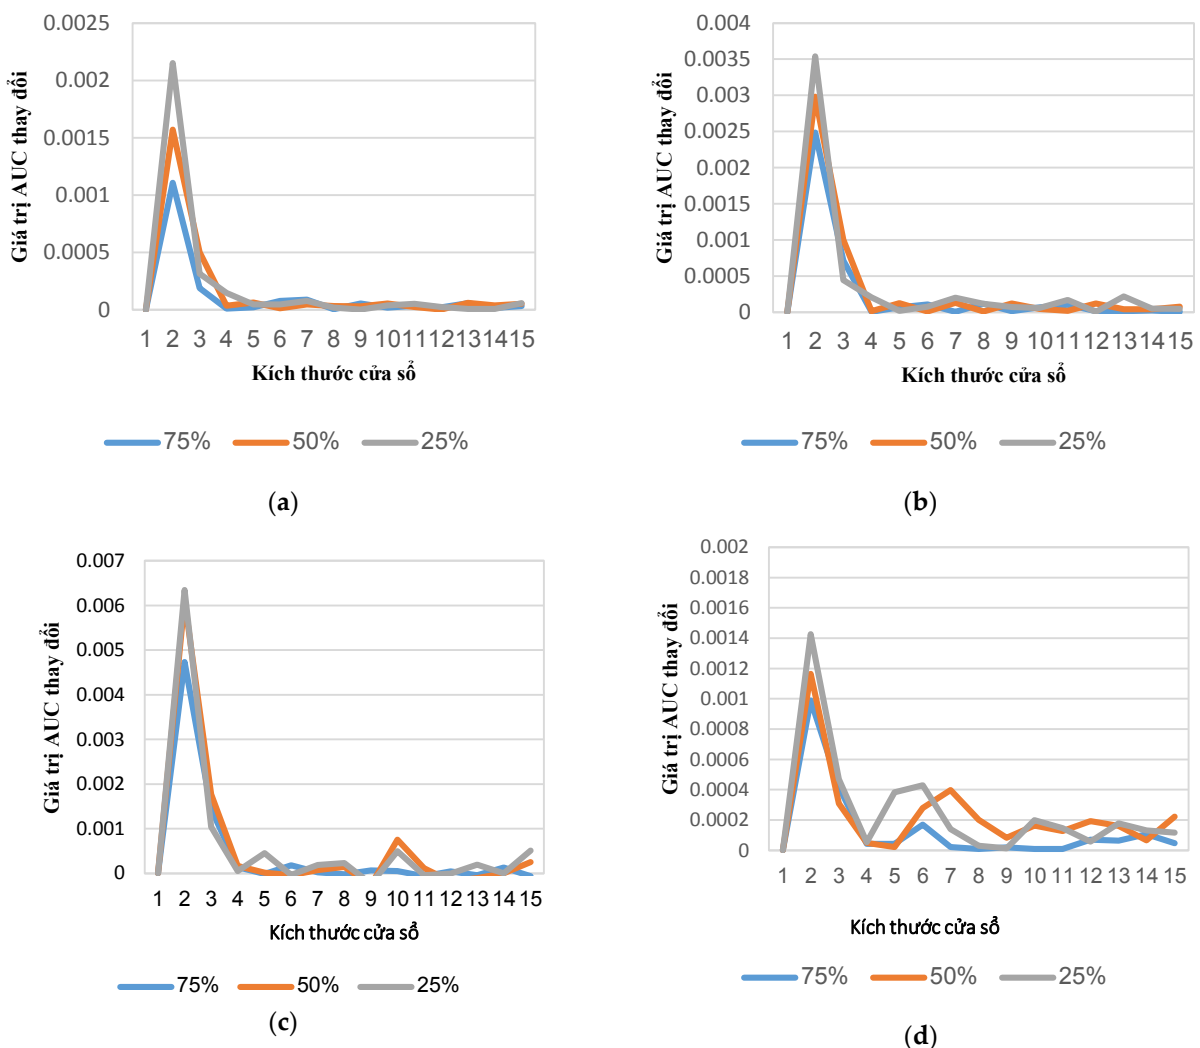 0.0025
0.002
0.0015
0.001
0.0005
0
Giá trị AUC thay đổi
1 2 3 4 5 6 7 8 9 10 11 12 13 14 15
Kích thước cửa sổ
75% 50% 25%
(a)
0.004
0.0035
0.003
0.0025
0.002
0.0015
0.001
0.0005
0
Giá trị AUC thay đổi
1 2 3 4 5 6 7 8 9 10 11 12 13 14 15
Kích thước cửa sổ
75% 50% 25%
(b)
0.007
0.006
0.005
0.004
0.003
0.002
0.001
0
Giá trị AUC thay đổi
1 2 3 4 5 6 7 8 9 10 11 12 13 14 15
Kích thước cửa sổ
75% 50% 25%
(c)
0.002
0.0018
0.0016
0.0014
0.0012
0.001
0.0008
0.0006
0.0004
0.0002
0
Giá trị AUC thay đổi
1 2 3 4 5 6 7 8 9 10 11 12 13 14 15
Kích thước cửa sổ
75% 50% 25%
(d)